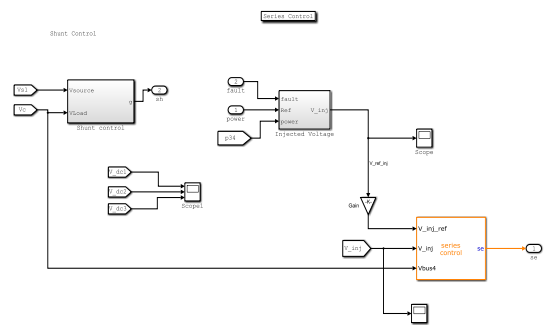 Series Control
Shunt Control
Vs1
Vc
Vsource
VLoad
g
Shunt control
2
sh
2
fault
1
power
p34
fault
Ref
power
V_inj
Injected Voltage
Scope
V_ref_inj
V_dc1
V_dc2
V_dc3
Scope1
Gain
-K-
V_inj
V_inj_ref
V_inj
Vbus4
series
control
se
1
se